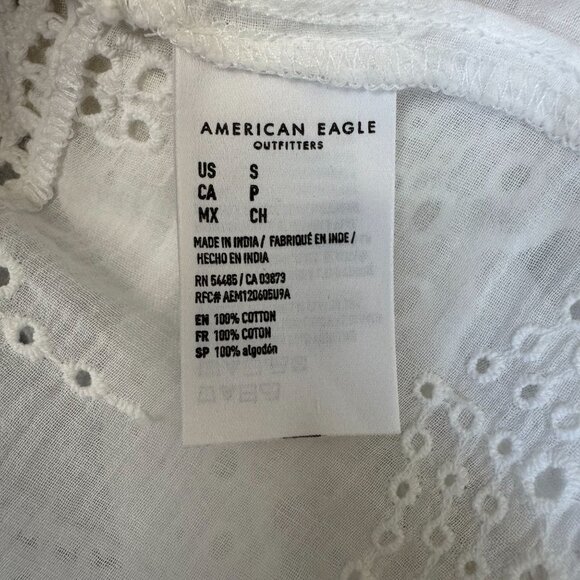 AMERICAN EAGLE
OUTFITTERS
US S
CA P
MX CH
MADE IN INDIA / FABRIQUÉ EN INDE /
HECHO EN INDIA
RN 54485 / CA 03873
RFC# AEM120605U9A
EN 100% COTTON
FR 100% COTON
SP 100% algodón